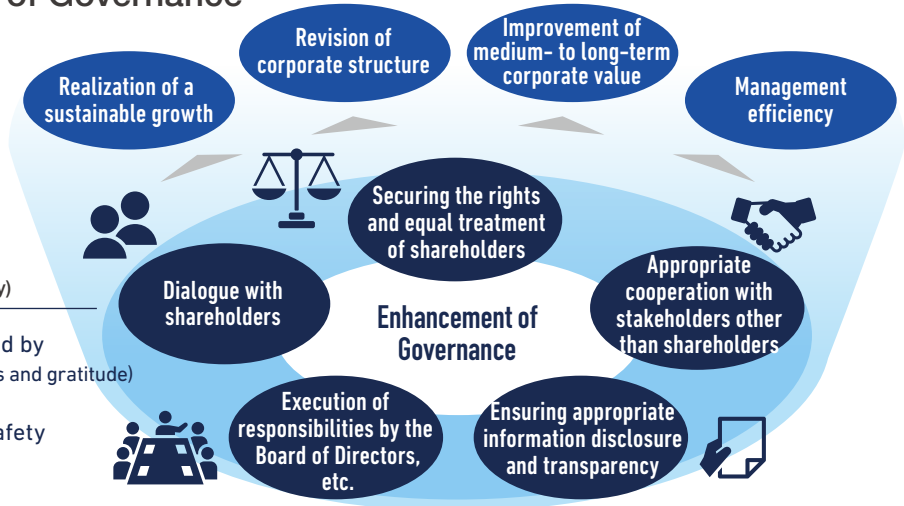 of Governance
Revision of
corporate structure
Improvement of
medium- to long-term
corporate value
Realization of a
sustainable growth
Management
efficiency
Securing the rights
and equal treatment
of shareholders
Dialogue with
shareholders
Appropriate
cooperation with
stakeholders other
than shareholders
Enhancement of
Governance
Execution of
responsibilities by the
Board of Directors,
etc.
Ensuring appropriate
information disclosure
and transparency
y)
d by
s and gratitude)
afety